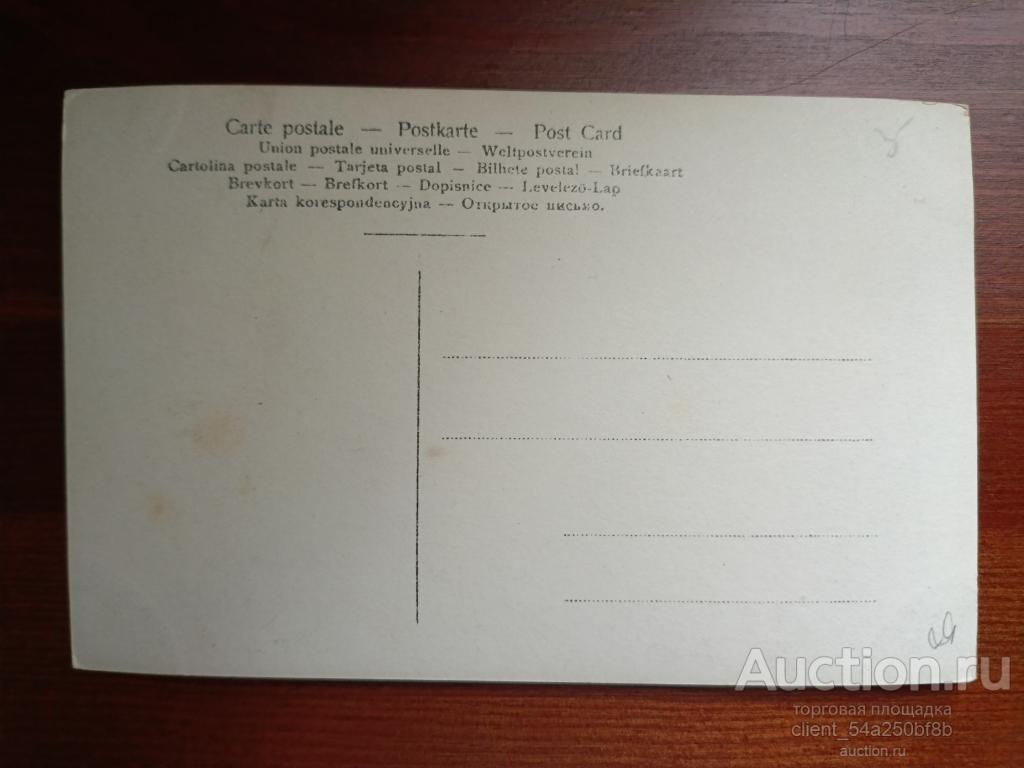 Carte postale — Postkarte — Post Card
Union postale universelle — Weltpostverein
Cartolina postale — Tarjeta postal — Bilhete postal — Briefkaart
Brevkort — Brefkort — Dopisnice — Levelező-Lap
Karta korespondencyjna — Открытое письмо.
Auction.ru
торговая площадка
client_54a250bf8b
auction.ru